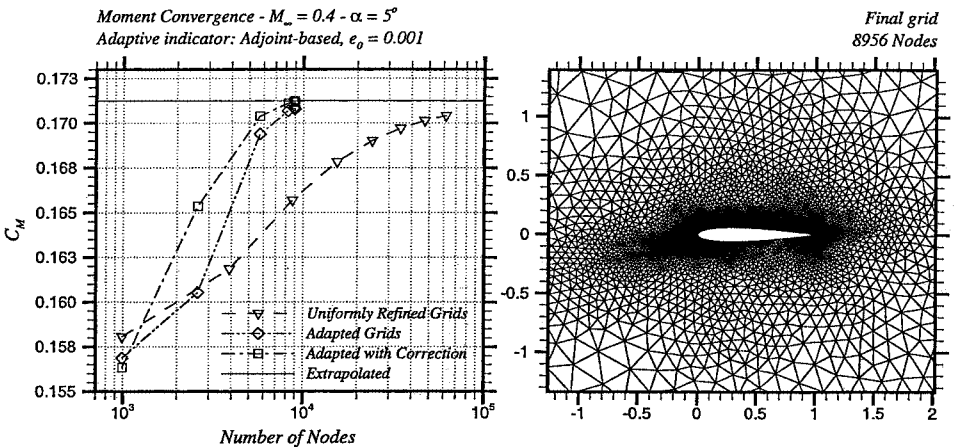 Moment Convergence - M∞ = 0.4 - α = 5°
Adaptive indicator: Adjoint-based, e₀ = 0.001
Final grid
8956 Nodes
0.173
0.170
0.168
0.165
0.163
0.160
0.158
0.155
C_M
Uniformly Refined Grids
Adapted Grids
Adapted with Correction
Extrapolated
10³
10⁴
10⁵
Number of Nodes
1
0.5
0
-0.5
-1
-1
-0.5
0
0.5
1
1.5
2